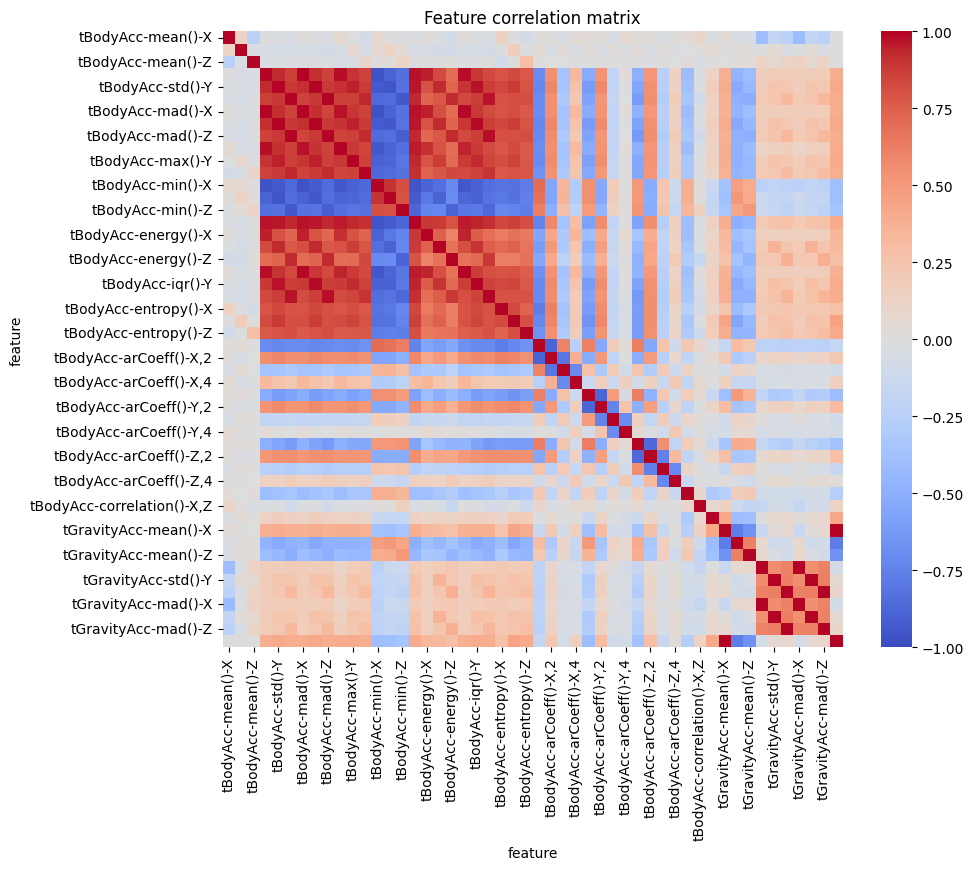 Feature correlation matrix
feature
tBodyAcc-mean()-X
tBodyAcc-mean()-Z
tBodyAcc-std()-Y
tBodyAcc-mad()-X
tBodyAcc-mad()-Z
tBodyAcc-max()-Y
tBodyAcc-min()-X
tBodyAcc-min()-Z
tBodyAcc-energy()-X
tBodyAcc-energy()-Z
tBodyAcc-iqr()-Y
tBodyAcc-entropy()-X
tBodyAcc-entropy()-Z
tBodyAcc-arCoeff()-X,2
tBodyAcc-arCoeff()-X,4
tBodyAcc-arCoeff()-Y,2
tBodyAcc-arCoeff()-Y,4
tBodyAcc-arCoeff()-Z,2
tBodyAcc-arCoeff()-Z,4
tBodyAcc-correlation()-X,Z
tGravityAcc-mean()-X
tGravityAcc-mean()-Z
tGravityAcc-std()-Y
tGravityAcc-mad()-X
tGravityAcc-mad()-Z
1.00
0.75
0.50
0.25
0.00
−0.25
−0.50
−0.75
−1.00
tBodyAcc-mean()-X
tBodyAcc-mean()-Z
tBodyAcc-std()-Y
tBodyAcc-mad()-X
tBodyAcc-mad()-Z
tBodyAcc-max()-Y
tBodyAcc-min()-X
tBodyAcc-min()-Z
tBodyAcc-energy()-X
tBodyAcc-energy()-Z
tBodyAcc-iqr()-Y
tBodyAcc-entropy()-X
tBodyAcc-entropy()-Z
tBodyAcc-arCoeff()-X,2
tBodyAcc-arCoeff()-X,4
tBodyAcc-arCoeff()-Y,2
tBodyAcc-arCoeff()-Y,4
tBodyAcc-arCoeff()-Z,2
tBodyAcc-arCoeff()-Z,4
tBodyAcc-correlation()-X,Z
tGravityAcc-mean()-X
tGravityAcc-mean()-Z
tGravityAcc-std()-Y
tGravityAcc-mad()-X
tGravityAcc-mad()-Z
feature